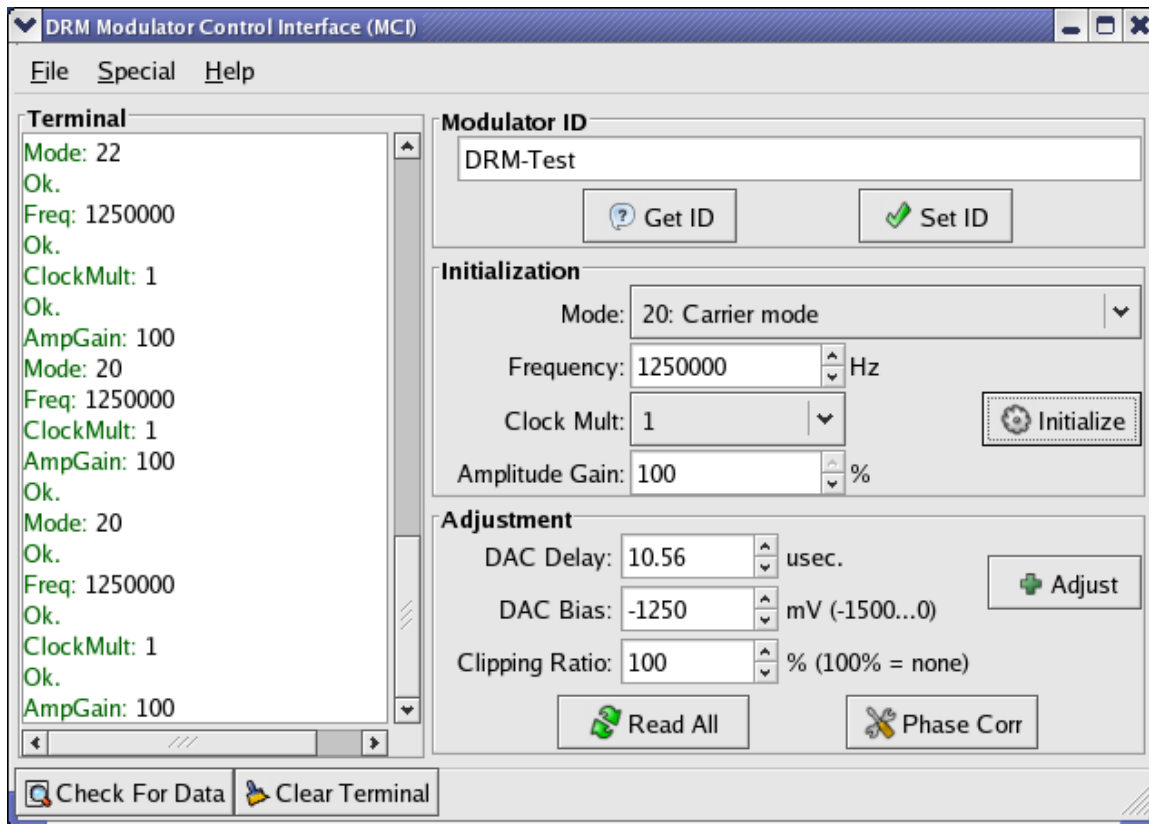 DRM Modulator Control Interface (MCI)
File Special Help
Terminal
Mode: 22
Ok.
Freq: 1250000
Ok.
ClockMult: 1
Ok.
AmpGain: 100
Mode: 20
Freq: 1250000
ClockMult: 1
AmpGain: 100
Ok.
Mode: 20
Ok.
Freq: 1250000
Ok.
ClockMult: 1
Ok.
AmpGain: 100
Modulator ID
DRM-Test
Get ID
Set ID
Initialization
Mode: 20: Carrier mode
Frequency: 1250000 Hz
Clock Mult: 1
Initialize
Amplitude Gain: 100 %
Adjustment
DAC Delay: 10.56 usec.
Adjust
DAC Bias: -1250 mV (-1500...0)
Clipping Ratio: 100 % (100% = none)
Read All
Phase Corr
Check For Data
Clear Terminal